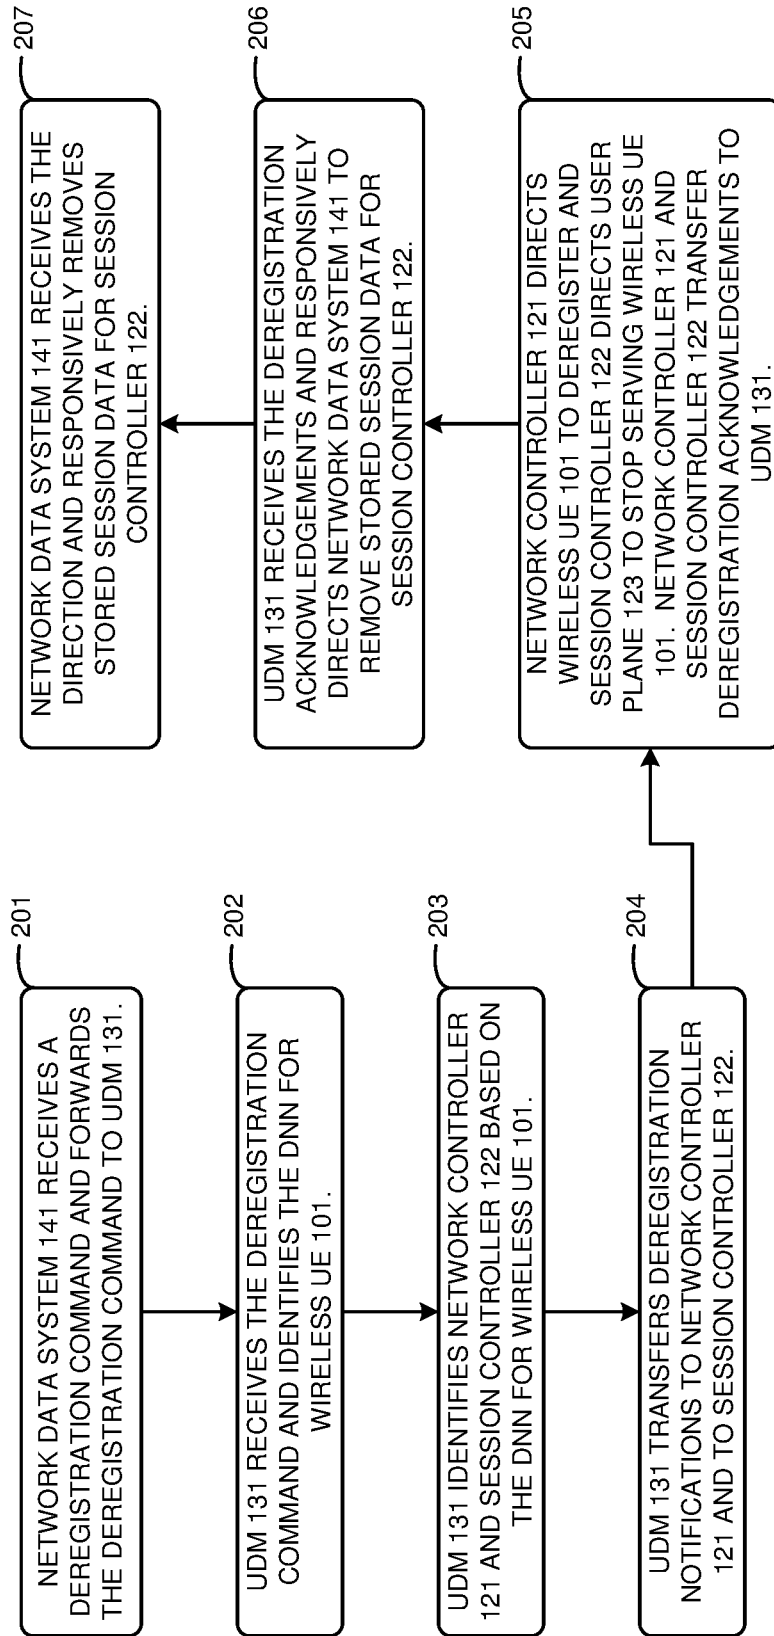 201
NETWORK DATA SYSTEM 141 RECEIVES A
DEREGISTRATION COMMAND AND FORWARDS
THE DEREGISTRATION COMMAND TO UDM 131.
202
UDM 131 RECEIVES THE DEREGISTRATION
COMMAND AND IDENTIFIES THE DNN FOR
WIRELESS UE 101.
203
UDM 131 IDENTIFIES NETWORK CONTROLLER
121 AND SESSION CONTROLLER 122 BASED ON
THE DNN FOR WIRELESS UE 101.
204
UDM 131 TRANSFERS DEREGISTRATION
NOTIFICATIONS TO NETWORK CONTROLLER
121 AND TO SESSION CONTROLLER 122.
205
NETWORK CONTROLLER 121 DIRECTS
WIRELESS UE 101 TO DEREGISTER AND
SESSION CONTROLLER 122 DIRECTS USER
PLANE 123 TO STOP SERVING WIRELESS UE
101. NETWORK CONTROLLER 121 AND
SESSION CONTROLLER 122 TRANSFER
DEREGISTRATION ACKNOWLEDGEMENTS TO
UDM 131.
206
UDM 131 RECEIVES THE DEREGISTRATION
ACKNOWLEDGEMENTS AND RESPONSIVELY
DIRECTS NETWORK DATA SYSTEM 141 TO
REMOVE STORED SESSION DATA FOR
SESSION CONTROLLER 122.
207
NETWORK DATA SYSTEM 141 RECEIVES THE
DIRECTION AND RESPONSIVELY REMOVES
STORED SESSION DATA FOR SESSION
CONTROLLER 122.